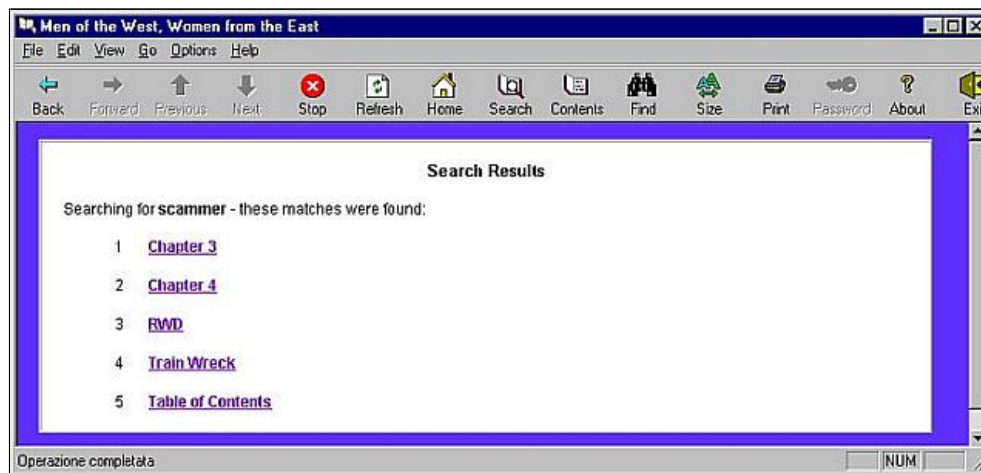 Men of the West, Women from the East
File Edit View Go Options Help
Back Forward Previous Next Stop Refresh Home Search Contents Find Size Print Password About Exi
Search Results
Searching for scammer - these matches were found:
1 Chapter 3
2 Chapter 4
3 RWD
4 Train Wreck
5 Table of Contents
Operazione completata NUM